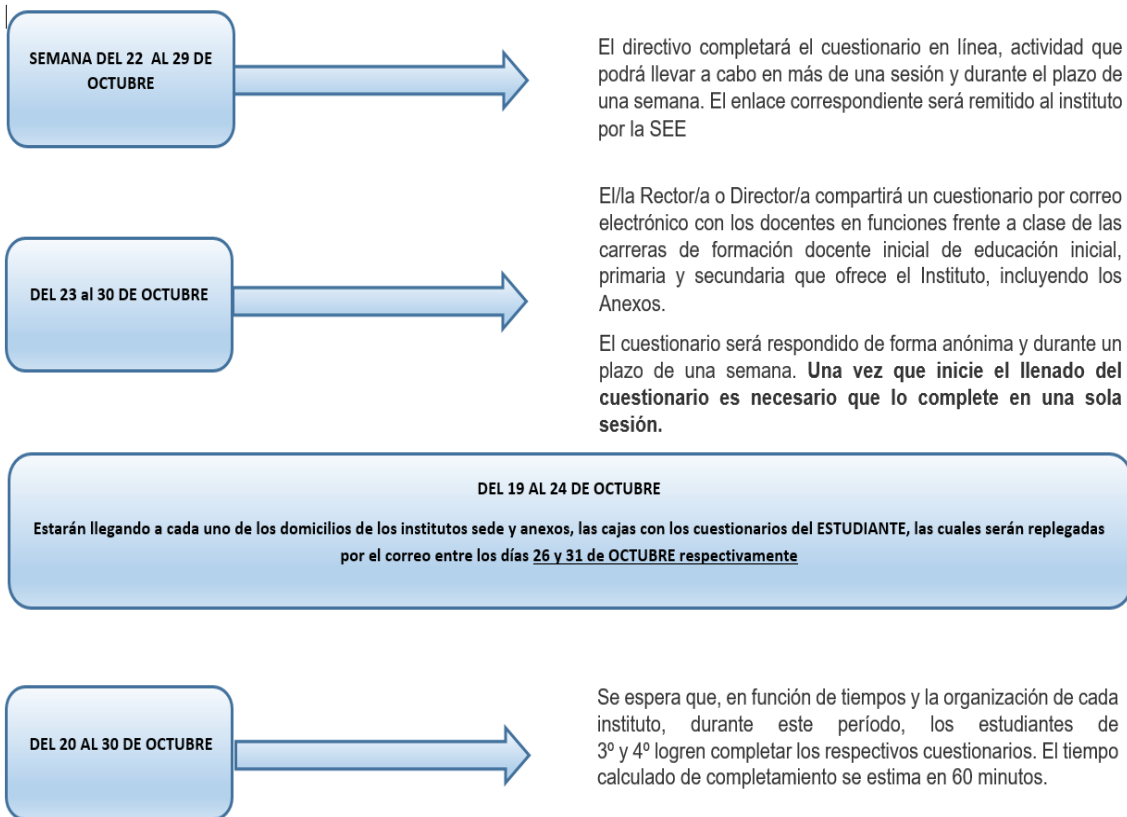 SEMANA DEL 22 AL 29 DE
OCTUBRE
El directivo completará el cuestionario en línea, actividad que
podrá llevar a cabo en más de una sesión y durante el plazo de
una semana. El enlace correspondiente será remitido al instituto
por la SEE
DEL 23 al 30 DE OCTUBRE
El/la Rector/a o Director/a compartirá un cuestionario por correo
electrónico con los docentes en funciones frente a clase de las
carreras de formación docente inicial de educación inicial,
primaria y secundaria que ofrece el Instituto, incluyendo los
Anexos.
El cuestionario será respondido de forma anónima y durante un
plazo de una semana. Una vez que inicie el llenado del
cuestionario es necesario que lo complete en una sola
sesión.
DEL 19 AL 24 DE OCTUBRE
Estarán llegando a cada uno de los domicilios de los institutos sede y anexos, las cajas con los cuestionarios del ESTUDIANTE, las cuales serán replegadas
por el correo entre los días 26 y 31 de OCTUBRE respectivamente
DEL 20 AL 30 DE OCTUBRE
Se espera que, en función de tiempos y la organización de cada
instituto, durante este período, los estudiantes de
3º y 4º logren completar los respectivos cuestionarios. El tiempo
calculado de completamiento se estima en 60 minutos.